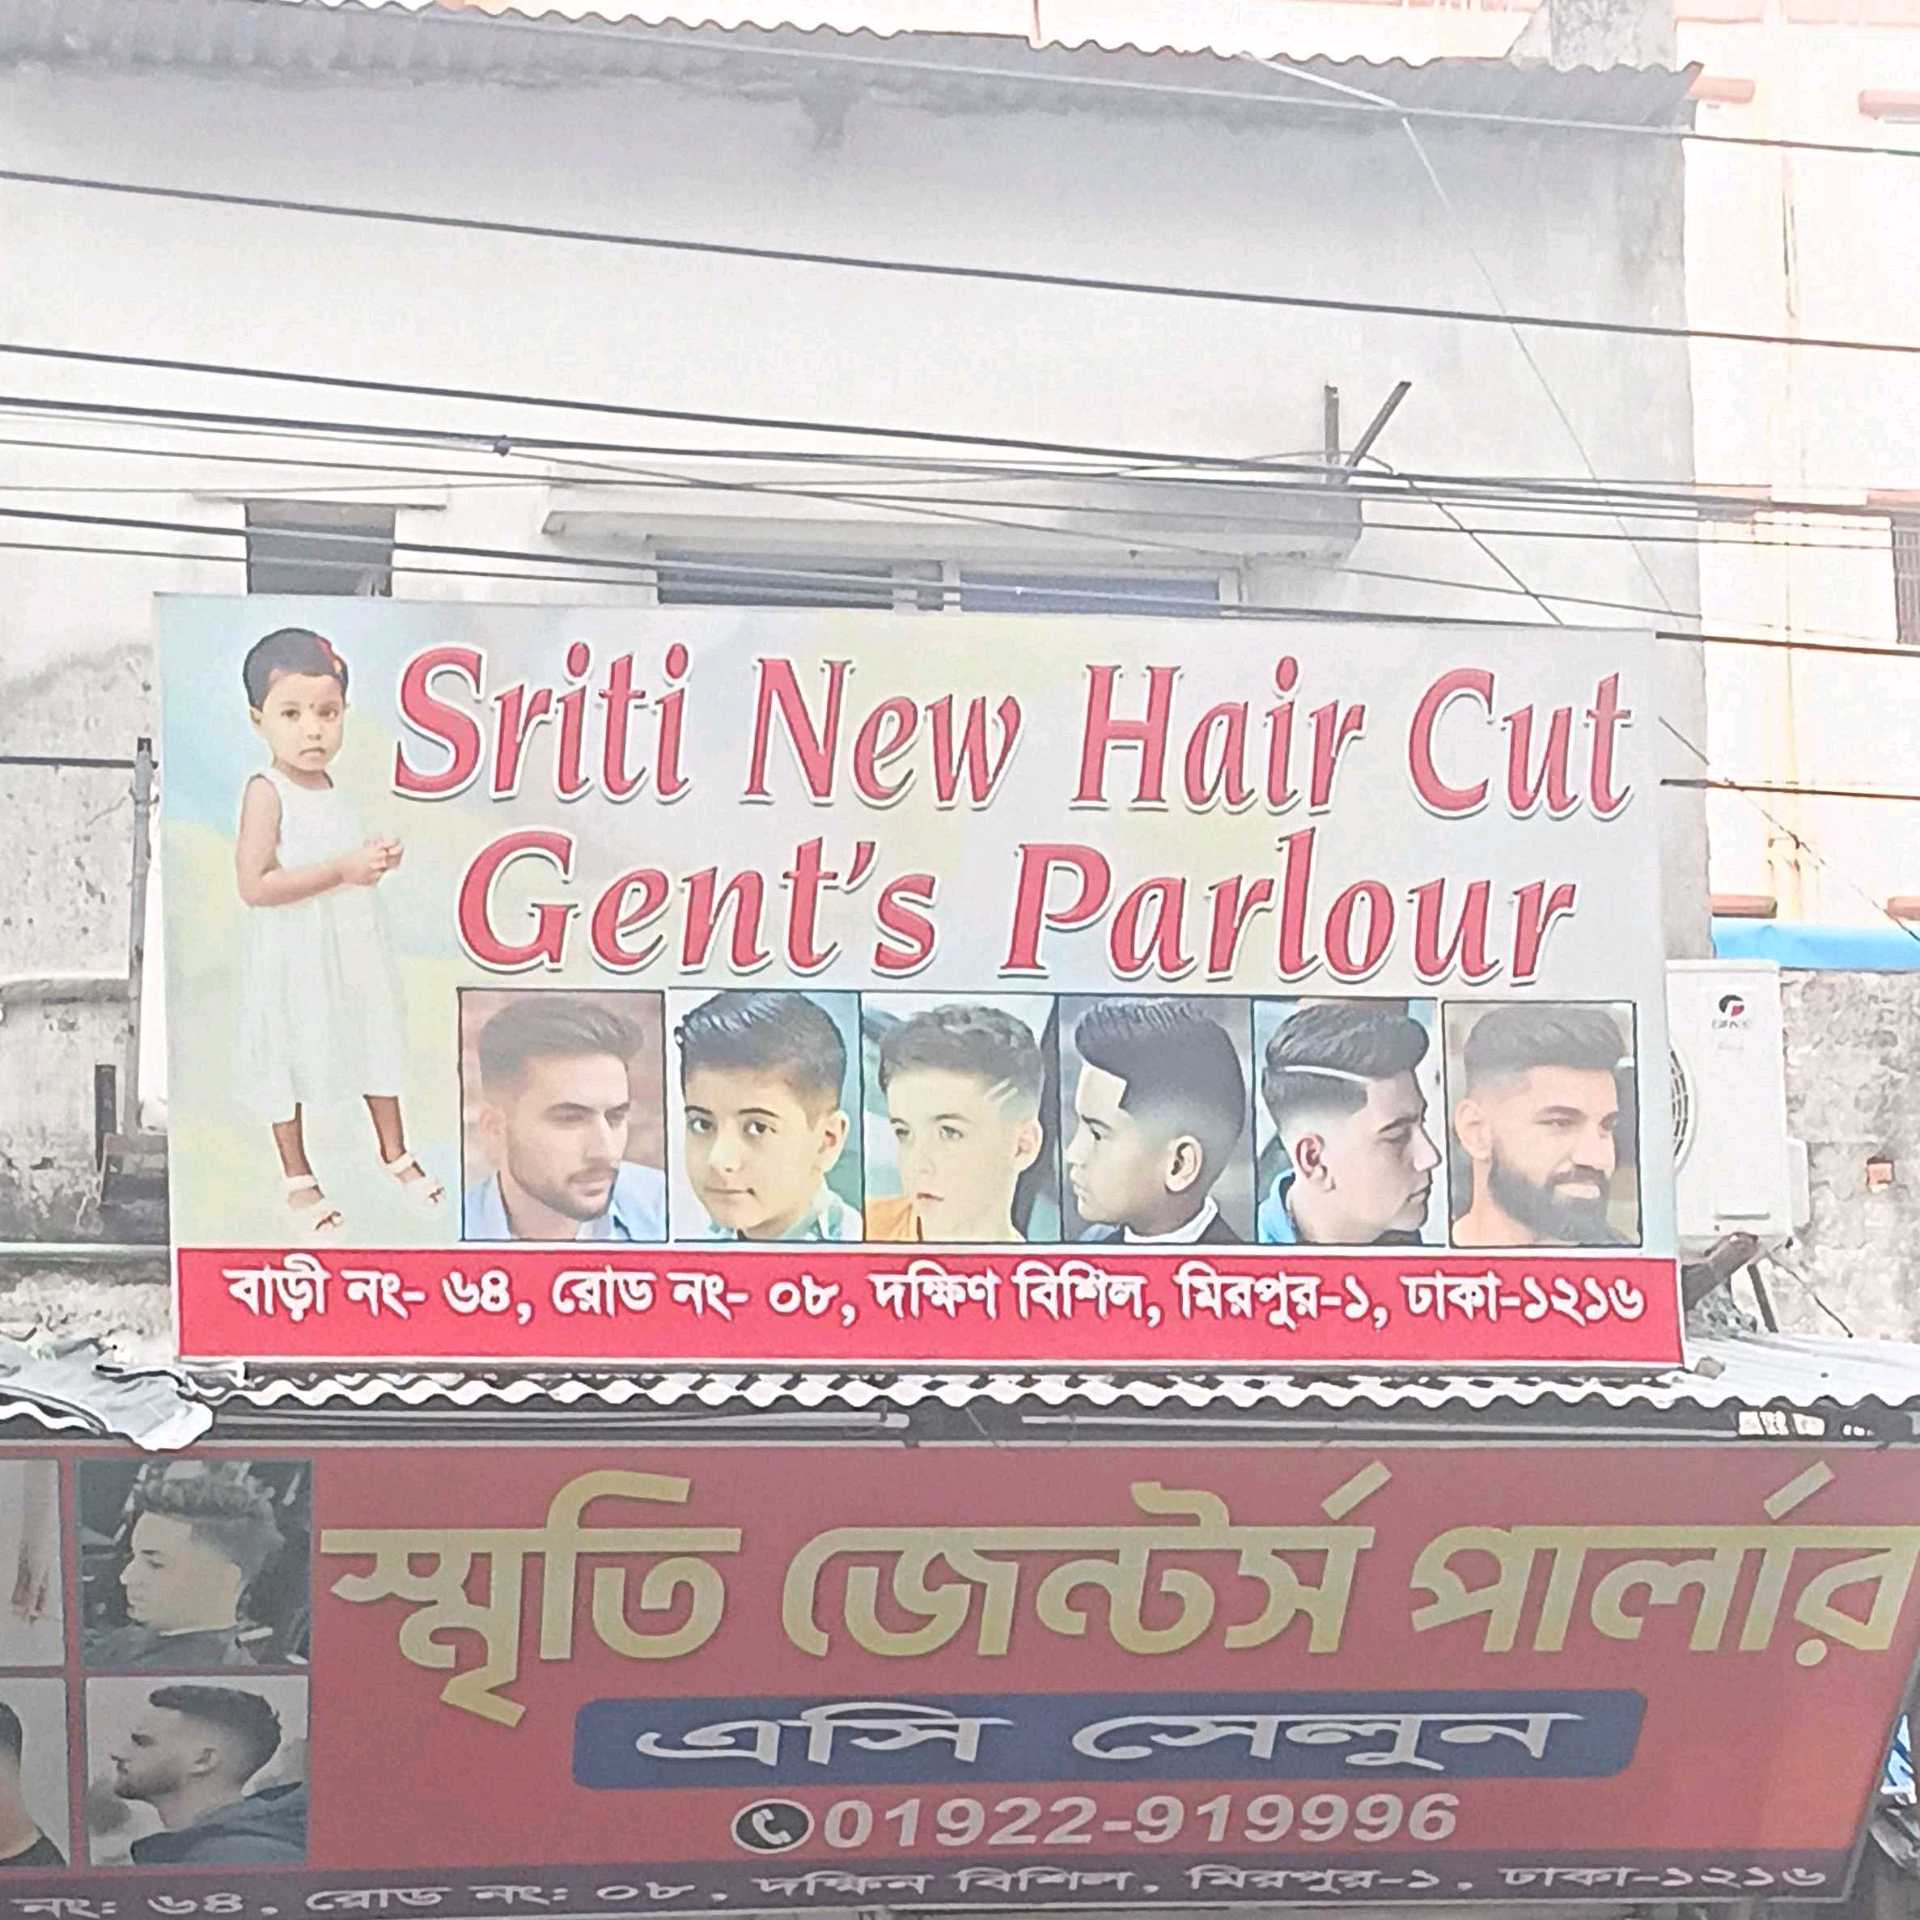 Sriti New Hair Cut
Gent's Parlour
বাড়ী নং- ৬৪, রোড নং- ০৮, দক্ষিণ বিশিল, মিরপুর-১, ঢাকা-১২১৬
স্মৃতি জেন্টর্স পার্লার
এসি সেলুন
01922-919996
নং: ৬৪, রোড নং: ০৮, দক্ষিন বিশিল, মিরপুর-১, ঢাকা-১২১৬